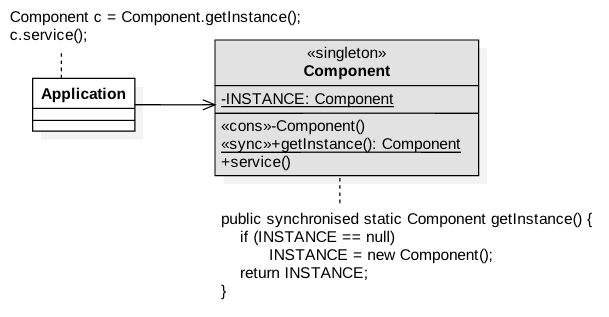 Component c = Component.getInstance();
c.service();
Application
«singleton»
Component
-INSTANCE: Component
«cons»-Component()
«sync»+getInstance(): Component
+service()
public synchronised static Component getInstance() {
if (INSTANCE == null)
INSTANCE = new Component();
return INSTANCE;
}